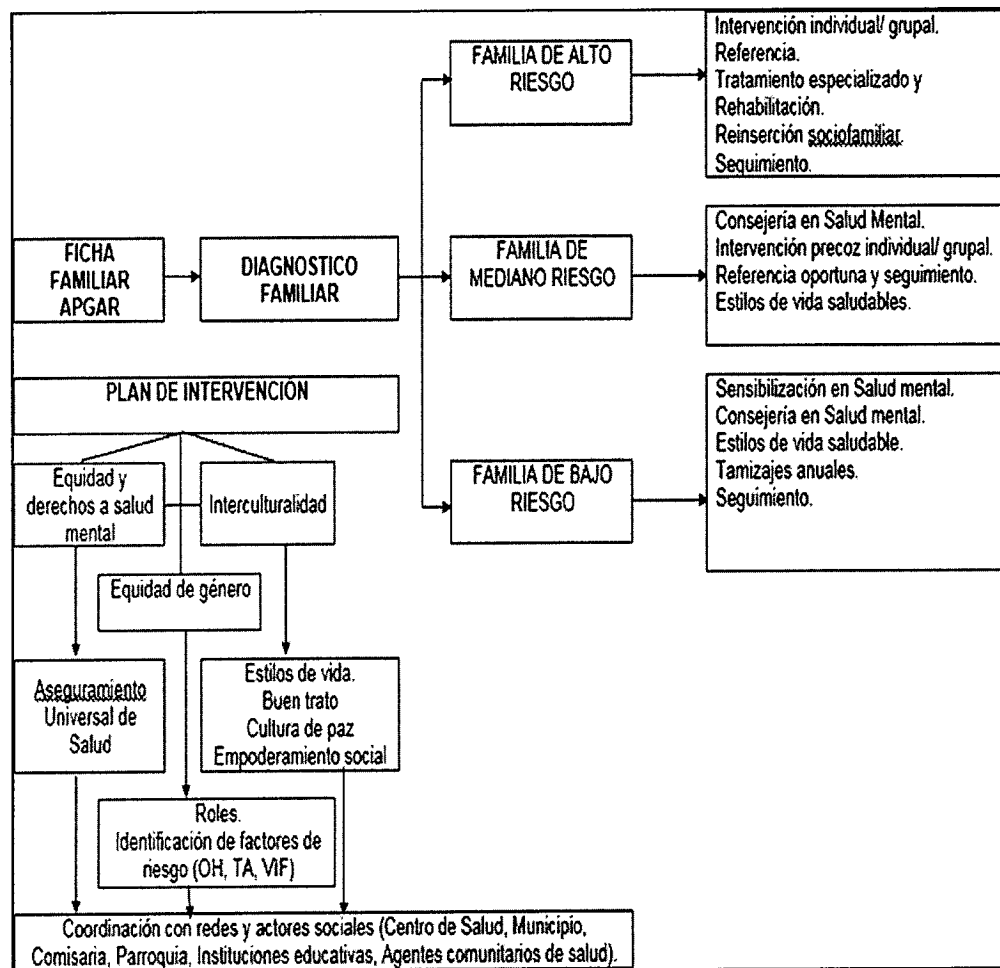 FAMILIA DE ALTO
RIESGO
Intervención individual/ grupal.
Referencia.
Tratamiento especializado y
Rehabilitación.
Reinserción sociofamiliar.
Seguimiento.
FICHA
FAMILIAR
APGAR
DIAGNOSTICO
FAMILIAR
FAMILIA DE
MEDIANO RIESGO
Consejería en Salud Mental.
Intervención precoz individual/ grupal.
Referencia oportuna y seguimiento.
Estilos de vida saludables.
PLAN DE INTERVENCIÓN
FAMILIA DE BAJO
RIESGO
Sensibilización en Salud mental.
Consejería en Salud mental.
Estilos de vida saludable.
Tamizajes anuales.
Seguimiento.
Equidad y
derechos a salud
mental
Interculturalidad
Equidad de género
Aseguramiento
Universal de
Salud
Estilos de vida.
Buen trato
Cultura de paz
Empoderamiento social
Roles.
Identificación de factores de
riesgo (OH, TA, VIF)
Coordinación con redes y actores sociales (Centro de Salud, Municipio,
Comisaria, Parroquia, Instituciones educativas, Agentes comunitarios de salud).